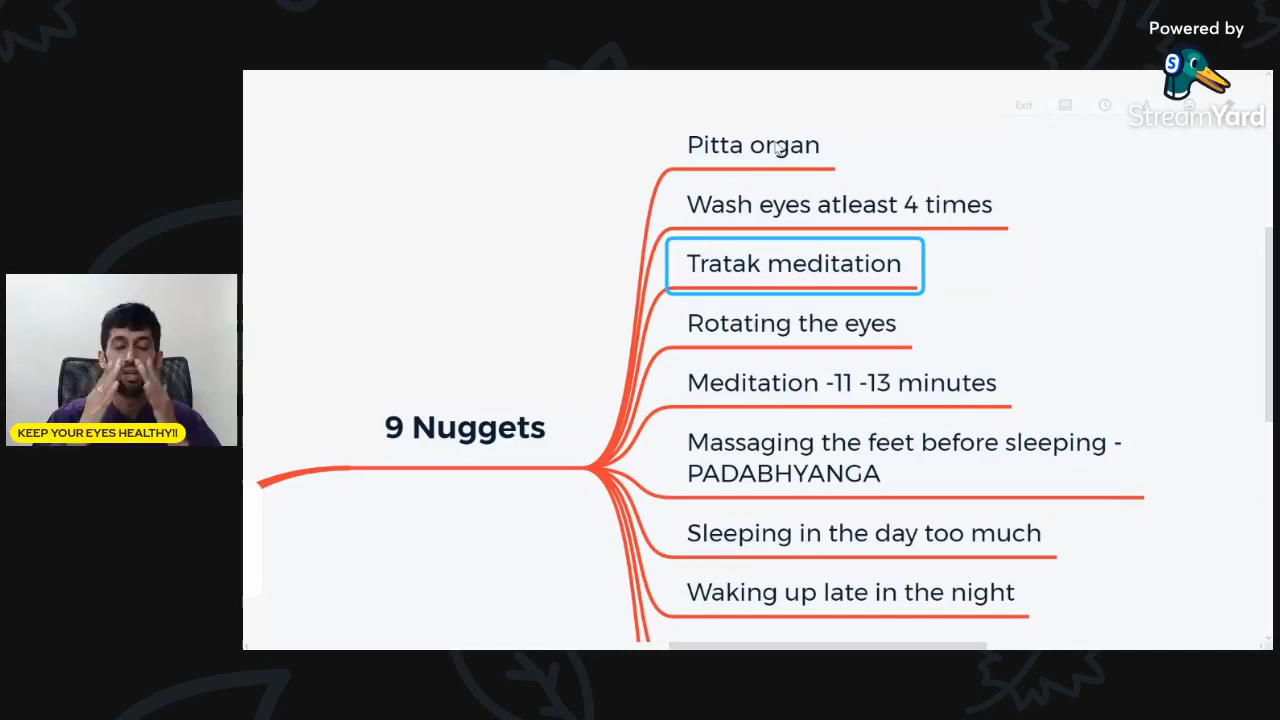 Powered by
S
StreamYard
Exit
Pitta organ
Wash eyes atleast 4 times
Tratak meditation
Rotating the eyes
Meditation -11 -13 minutes
9 Nuggets
Massaging the feet before sleeping -
PADABHYANGA
Sleeping in the day too much
Waking up late in the night
KEEP YOUR EYES HEALTHY!!